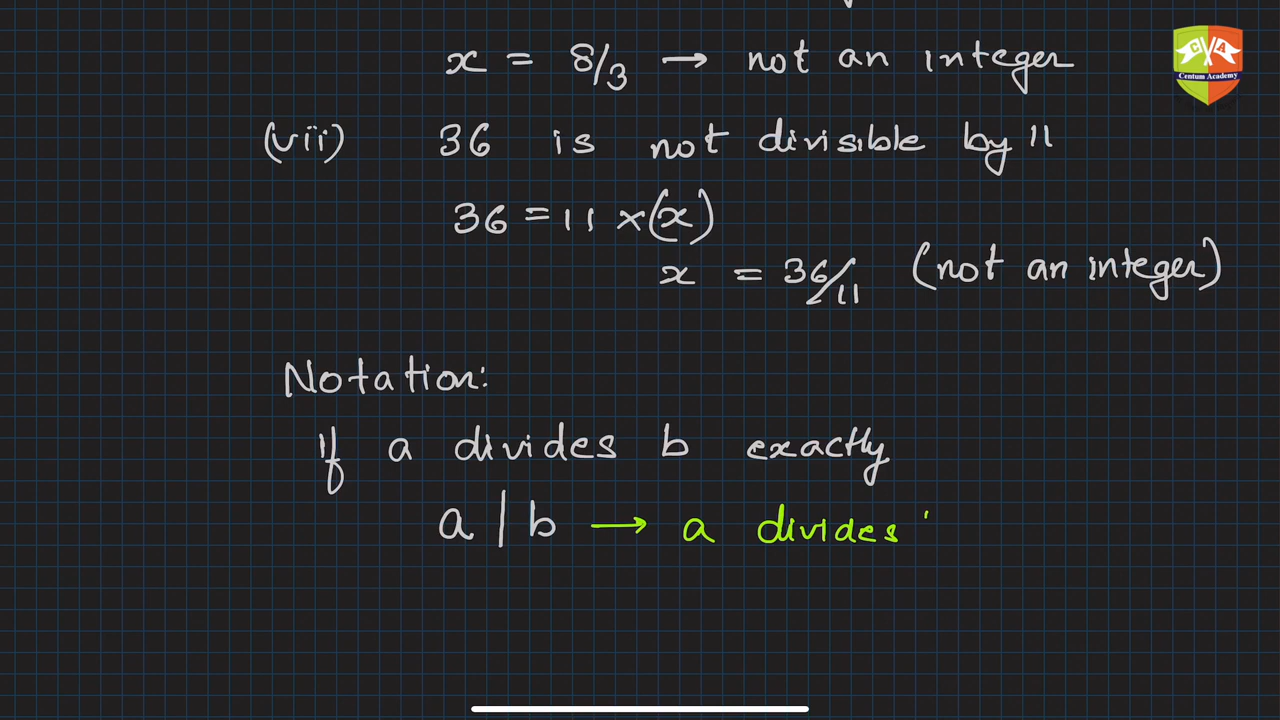 x = 8/3 → not an integer
(vii) 36 is not divisible by 11
36 = 11 × (x)
x = 36/11 (not an integer)
Notation:
If a divides b exactly
a | b → a divides
CVA
Centum Academy